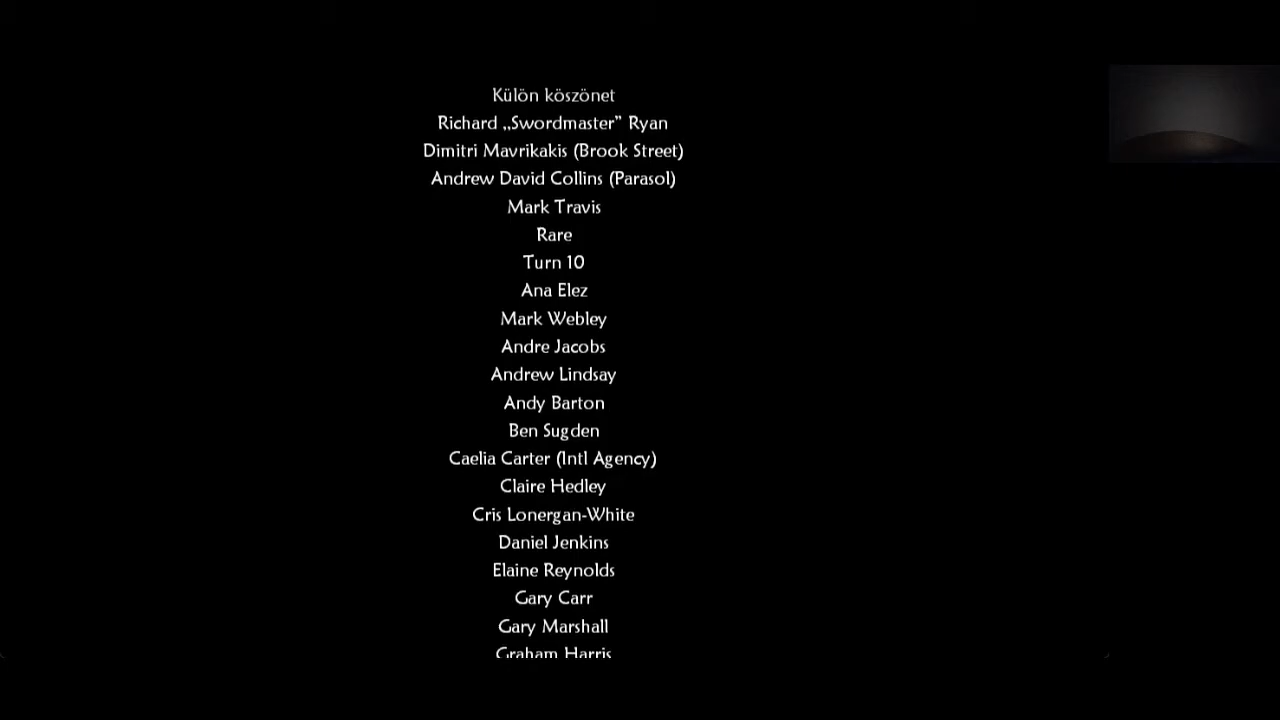 Külön köszönet
Richard „Swordmaster” Ryan
Dimitri Mavrikakis (Brook Street)
Andrew David Collins (Parasol)
Mark Travis
Rare
Turn 10
Ana Elez
Mark Webley
Andre Jacobs
Andrew Lindsay
Andy Barton
Ben Sugden
Caelia Carter (Intl Agency)
Claire Hedley
Cris Lonergan-White
Daniel Jenkins
Elaine Reynolds
Gary Carr
Gary Marshall
Graham Harris